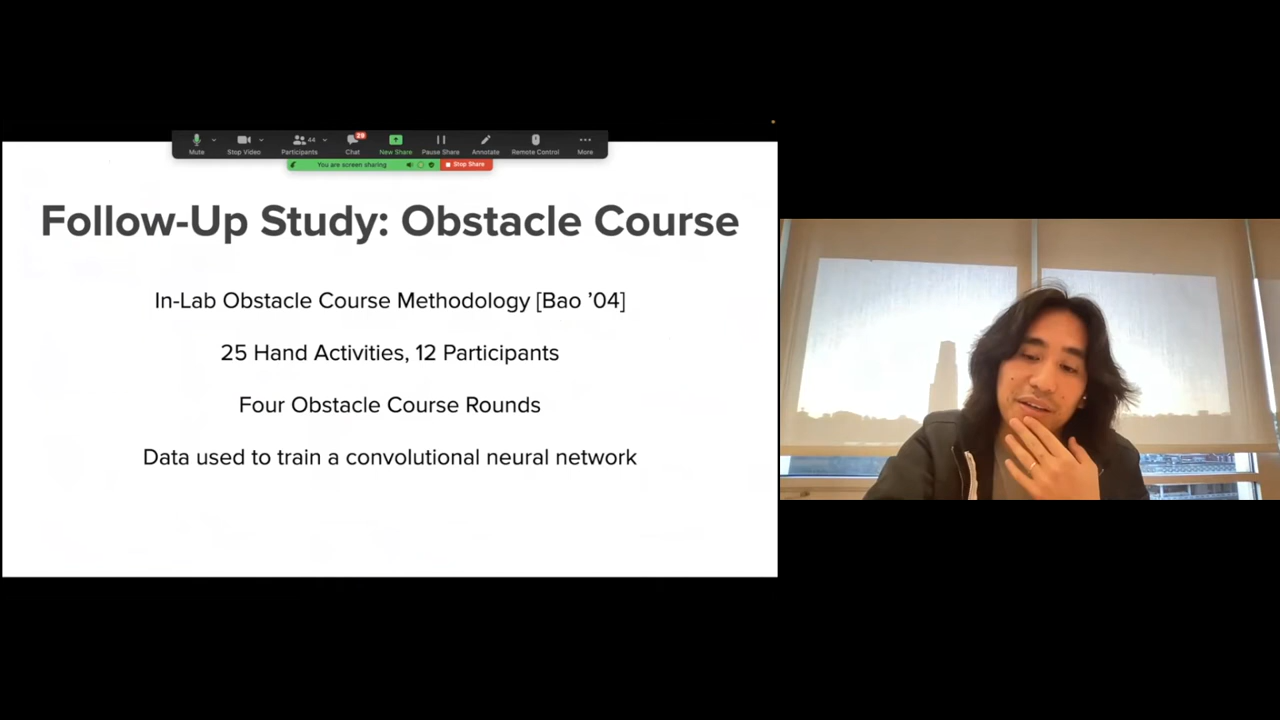 Mute
Stop Video
44
Participants
29
Chat
New Share
Pause Share
Annotate
Remote Control
More
You are screen sharing
Stop Share
Follow-Up Study: Obstacle Course
In-Lab Obstacle Course Methodology [Bao ’04]
25 Hand Activities, 12 Participants
Four Obstacle Course Rounds
Data used to train a convolutional neural network